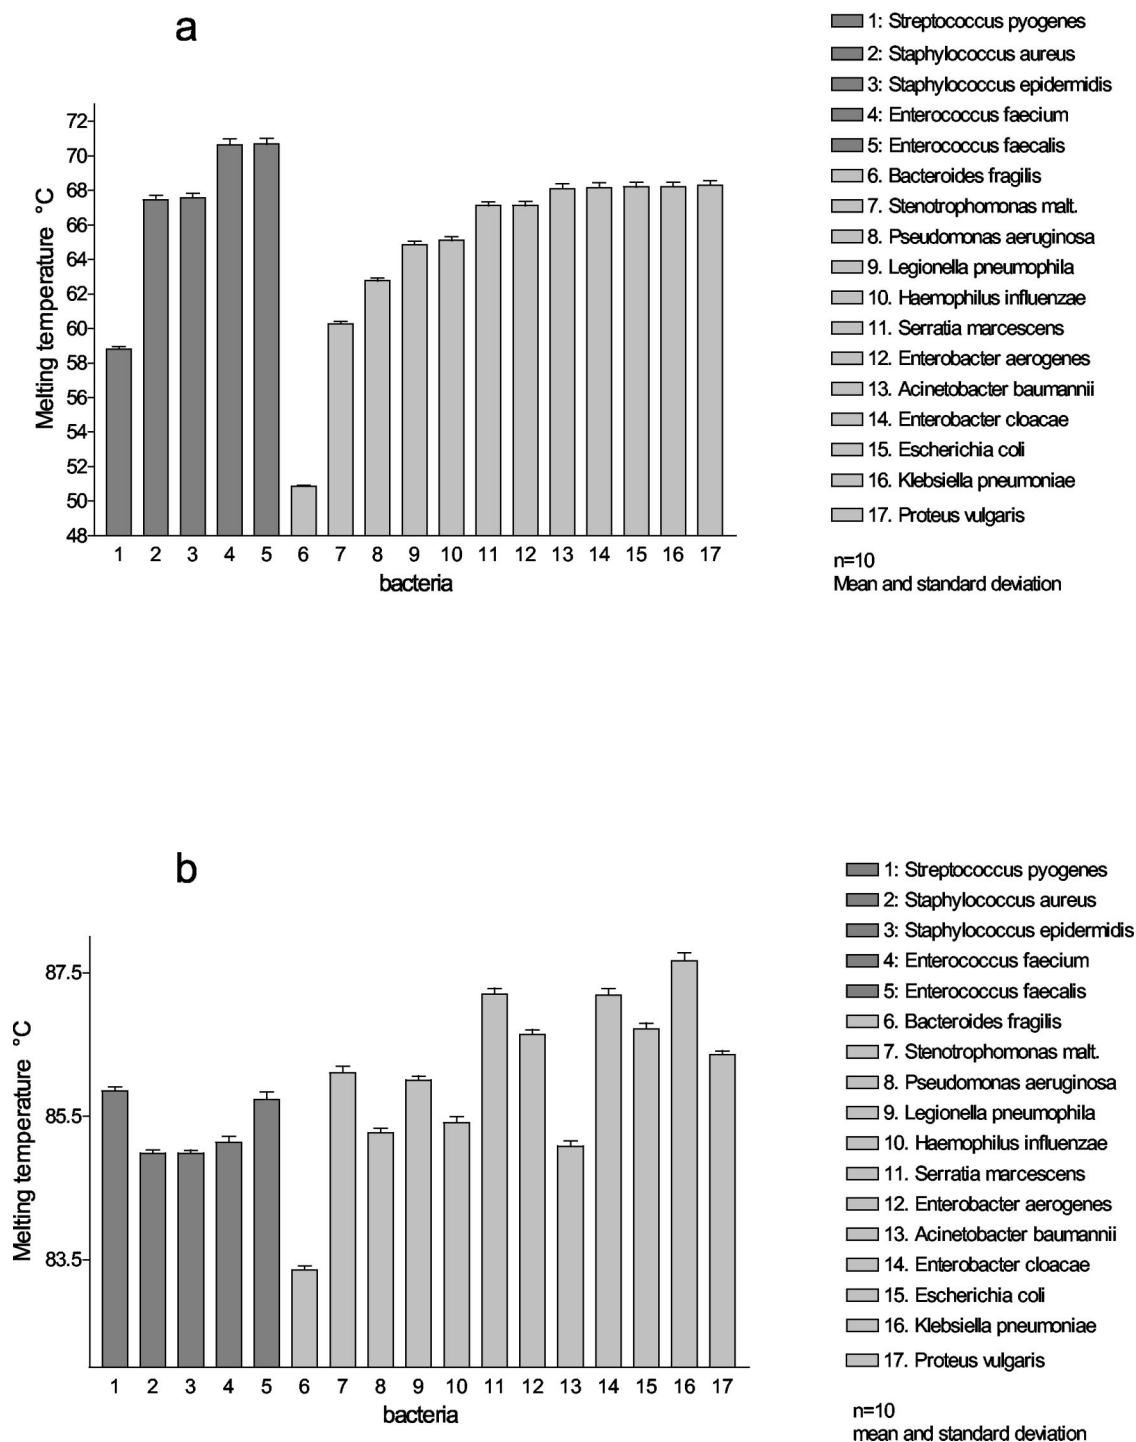 a
Melting temperature °C
72
70
68
66
64
62
60
58
56
54
52
50
48
1 2 3 4 5 6 7 8 9 10 11 12 13 14 15 16 17
bacteria
1: Streptococcus pyogenes
2: Staphylococcus aureus
3: Staphylococcus epidermidis
4: Enterococcus faecium
5: Enterococcus faecalis
6. Bacteroides fragilis
7. Stenotrophomonas malt.
8. Pseudomonas aeruginosa
9. Legionella pneumophila
10. Haemophilus influenzae
11. Serratia marcescens
12. Enterobacter aerogenes
13. Acinetobacter baumannii
14. Enterobacter cloacae
15. Escherichia coli
16. Klebsiella pneumoniae
17. Proteus vulgaris
n=10
Mean and standard deviation
b
Melting temperature °C
87.5
85.5
83.5
1 2 3 4 5 6 7 8 9 10 11 12 13 14 15 16 17
bacteria
1: Streptococcus pyogenes
2: Staphylococcus aureus
3: Staphylococcus epidermidis
4: Enterococcus faecium
5: Enterococcus faecalis
6. Bacteroides fragilis
7. Stenotrophomonas malt.
8. Pseudomonas aeruginosa
9. Legionella pneumophila
10. Haemophilus influenzae
11. Serratia marcescens
12. Enterobacter aerogenes
13. Acinetobacter baumannii
14. Enterobacter cloacae
15. Escherichia coli
16. Klebsiella pneumoniae
17. Proteus vulgaris
n=10
mean and standard deviation